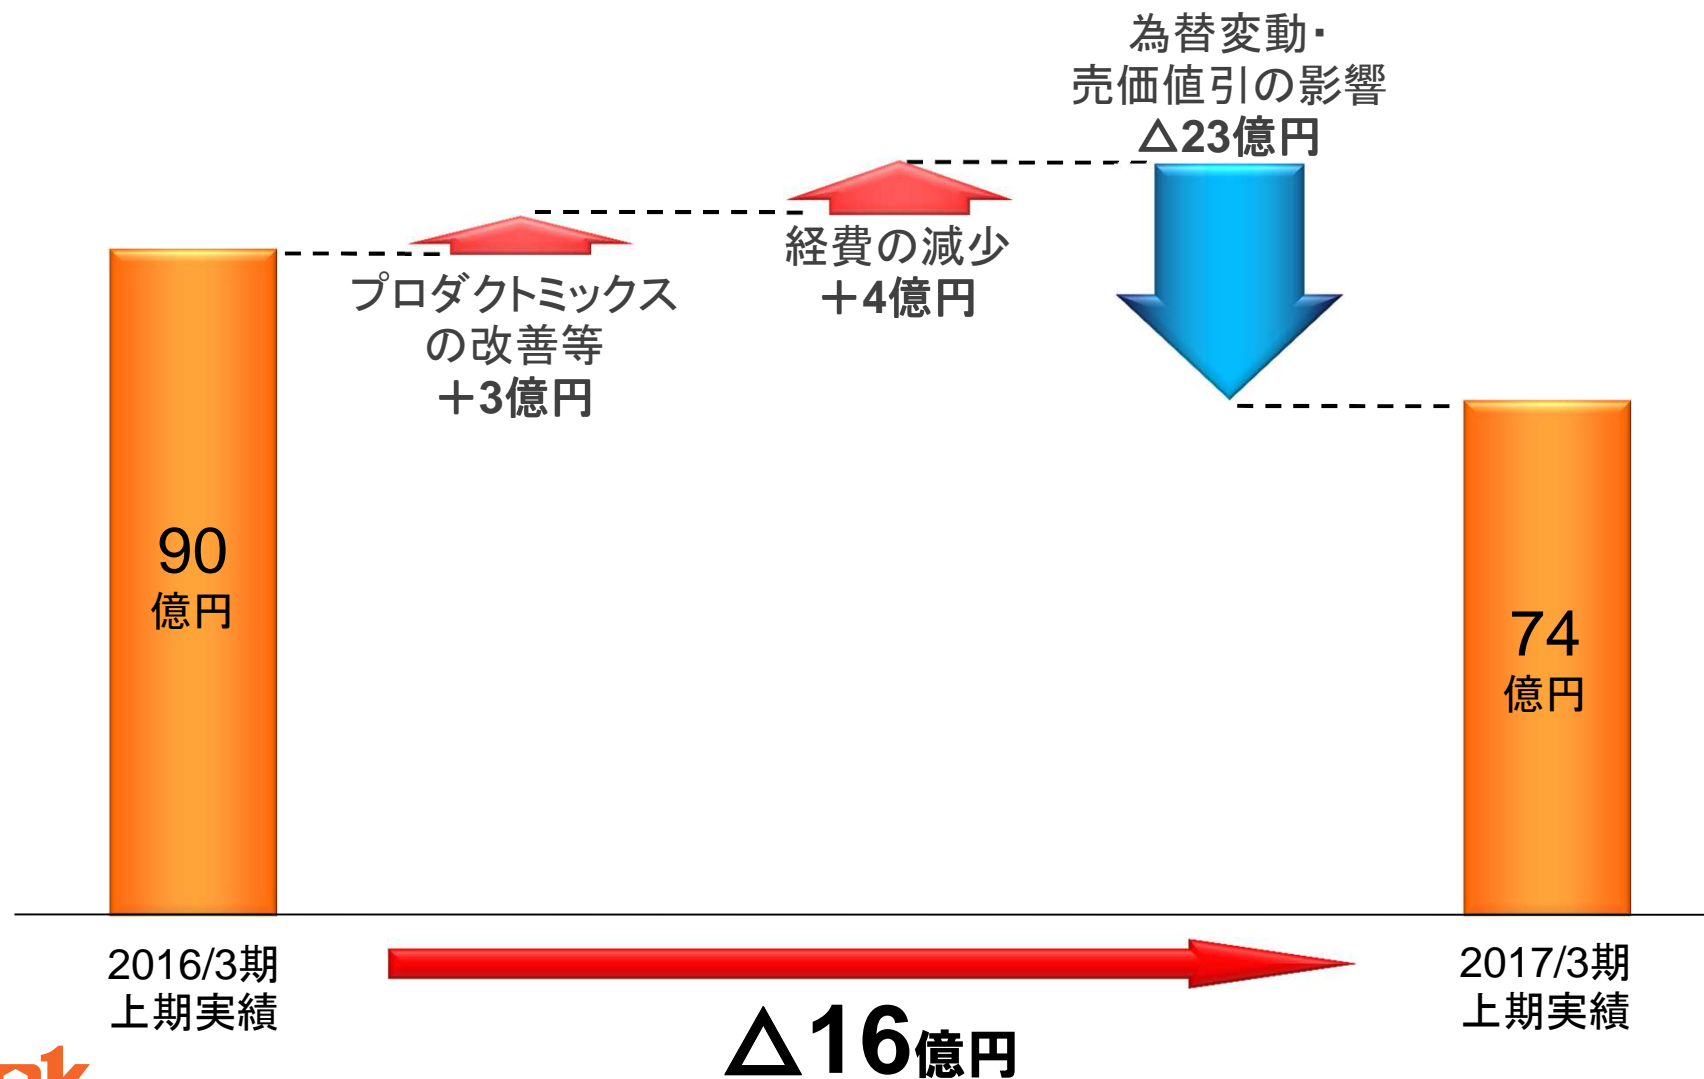 為替変動・
売価値引の影響
△23億円
プロダクトミックス
の改善等
＋3億円
経費の減少
＋4億円
90
億円
74
億円
2016/3期
上期実績
2017/3期
上期実績
△16億円